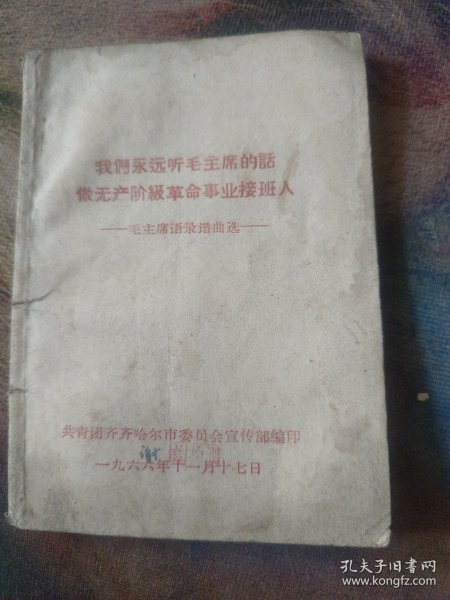 我們永远听毛主席的話
做无产阶級革命事业接班人
——毛主席语录谱曲选——
共青团齐齐哈尔市委员会宣传部編印
一九六六年十一月十七日
孔夫子旧书网
www.kongfz.com